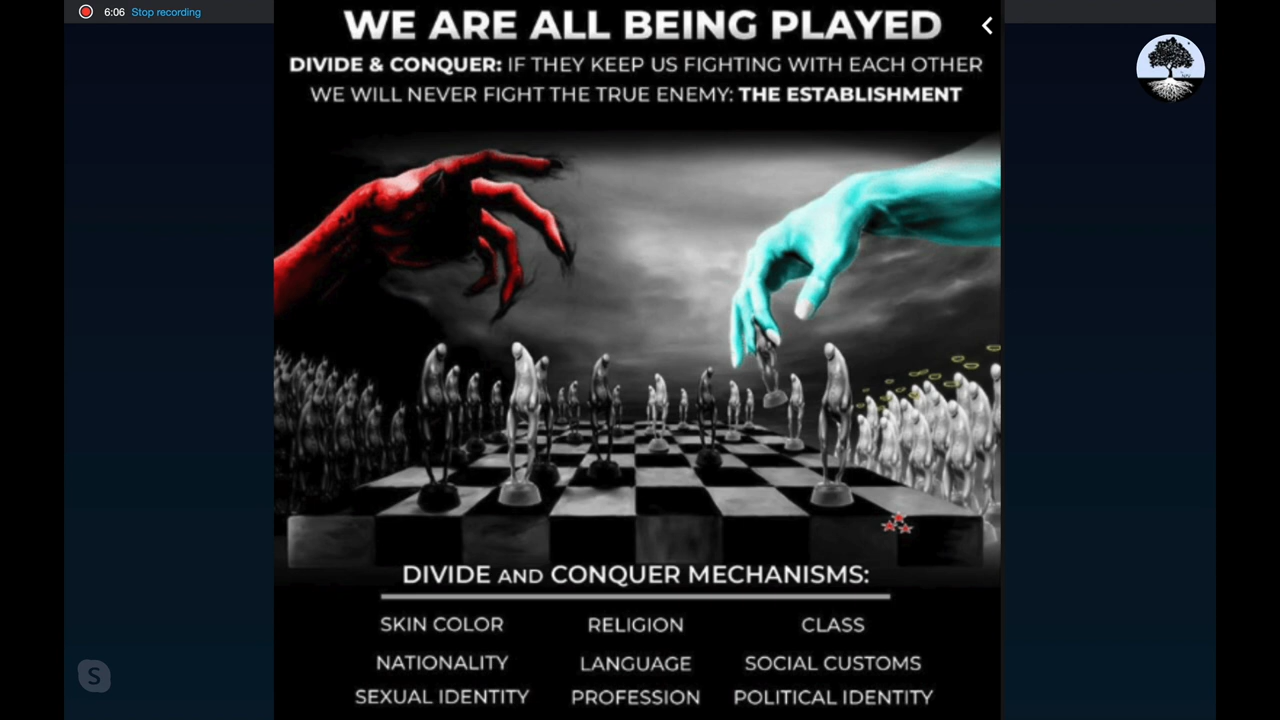 6:06 Stop recording
WE ARE ALL BEING PLAYED
DIVIDE & CONQUER: IF THEY KEEP US FIGHTING WITH EACH OTHER
WE WILL NEVER FIGHT THE TRUE ENEMY: THE ESTABLISHMENT
DIVIDE AND CONQUER MECHANISMS:
SKIN COLOR RELIGION CLASS
NATIONALITY LANGUAGE SOCIAL CUSTOMS
SEXUAL IDENTITY PROFESSION POLITICAL IDENTITY
S